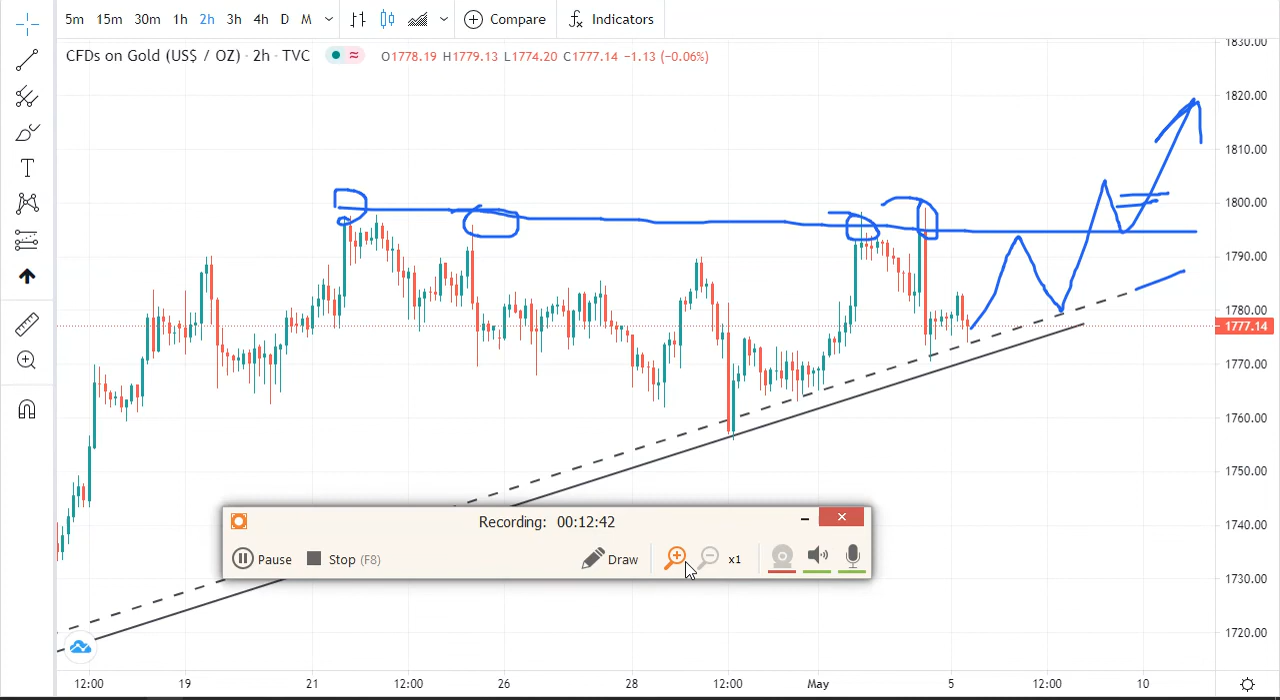 5m 15m 30m 1h 2h 3h 4h D M Compare fx Indicators
CFDs on Gold (US$ / OZ) · 2h · TVC O1778.19 H1779.13 L1774.20 C1777.14 −1.13 (−0.06%)
1830.00
1820.00
1810.00
1800.00
1790.00
1780.00
1777.14
1770.00
1760.00
1750.00
1740.00
1730.00
1720.00
Recording: 00:12:42
Pause Stop (F8) Draw x1
12:00 19 21 12:00 26 28 12:00 May 5 12:00 10